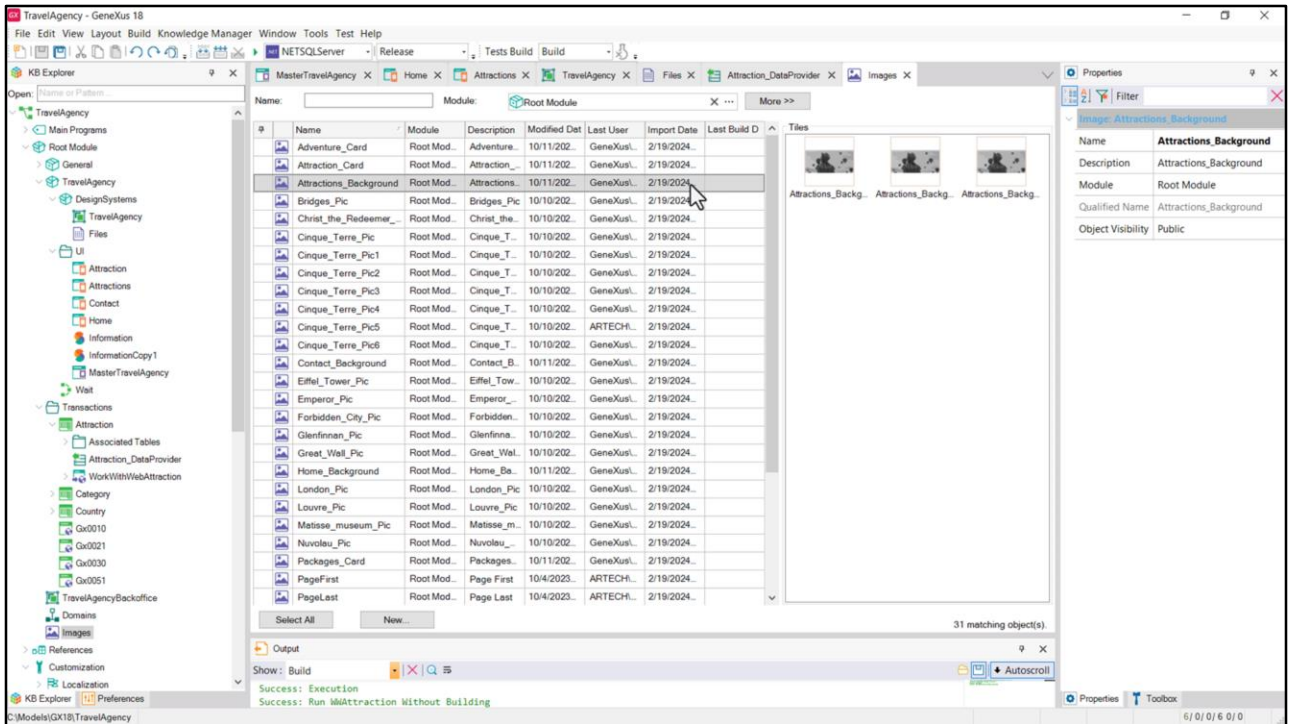 TravelAgency - GeneXus 18
File Edit View Layout Build Knowledge Manager Window Tools Test Help
NETSQLServer Release Tests Build Build
KB Explorer
Open: Name or Pattern...
TravelAgency
Main Programs
Root Module
General
TravelAgency
DesignSystems
TravelAgency
Files
UI
Attraction
Attractions
Contact
Home
Information
InformationCopy1
MasterTravelAgency
Wait
Transactions
Attraction
Associated Tables
Attraction_DataProvider
WorkWithWebAttraction
Category
Country
Gx0010
Gx0021
Gx0030
Gx0051
TravelAgencyBackoffice
Domains
Images
References
Customization
Localization
KB Explorer Preferences
MasterTravelAgency X Home X Attractions X TravelAgency X Files X Attraction_DataProvider X Images X
Name: Module: Root Module X ... More >>
Name Module Description Modified Dat Last User Import Date Last Build D
Adventure_Card Root Mod... Adventure... 10/11/202... GeneXus\... 2/19/2024...
Attraction_Card Root Mod... Attraction_... 10/11/202... GeneXus\... 2/19/2024...
Attractions_Background Root Mod... Attractions... 10/11/202... GeneXus\... 2/19/2024...
Bridges_Pic Root Mod... Bridges_Pic 10/10/202... GeneXus\... 2/19/2024...
Christ_the_Redeemer_... Root Mod... Christ_the... 10/10/202... GeneXus\... 2/19/2024...
Cinque_Terre_Pic Root Mod... Cinque_T... 10/10/202... GeneXus\... 2/19/2024...
Cinque_Terre_Pic1 Root Mod... Cinque_T... 10/10/202... GeneXus\... 2/19/2024...
Cinque_Terre_Pic2 Root Mod... Cinque_T... 10/10/202... GeneXus\... 2/19/2024...
Cinque_Terre_Pic3 Root Mod... Cinque_T... 10/10/202... GeneXus\... 2/19/2024...
Cinque_Terre_Pic4 Root Mod... Cinque_T... 10/10/202... GeneXus\... 2/19/2024...
Cinque_Terre_Pic5 Root Mod... Cinque_T... 10/10/202... ARTECH\... 2/19/2024...
Cinque_Terre_Pic6 Root Mod... Cinque_T... 10/10/202... GeneXus\... 2/19/2024...
Contact_Background Root Mod... Contact_B... 10/11/202... GeneXus\... 2/19/2024...
Eiffel_Tower_Pic Root Mod... Eiffel_Tow... 10/10/202... GeneXus\... 2/19/2024...
Emperor_Pic Root Mod... Emperor_... 10/10/202... GeneXus\... 2/19/2024...
Forbidden_City_Pic Root Mod... Forbidden... 10/10/202... GeneXus\... 2/19/2024...
Glenfinnan_Pic Root Mod... Glenfinna... 10/10/202... GeneXus\... 2/19/2024...
Great_Wall_Pic Root Mod... Great_Wal... 10/10/202... GeneXus\... 2/19/2024...
Home_Background Root Mod... Home_Ba... 10/11/202... GeneXus\... 2/19/2024...
London_Pic Root Mod... London_Pic 10/10/202... GeneXus\... 2/19/2024...
Louvre_Pic Root Mod... Louvre_Pic 10/10/202... GeneXus\... 2/19/2024...
Matisse_museum_Pic Root Mod... Matisse_m... 10/10/202... GeneXus\... 2/19/2024...
Nuvolau_Pic Root Mod... Nuvolau_... 10/10/202... GeneXus\... 2/19/2024...
Packages_Card Root Mod... Packages... 10/11/202... GeneXus\... 2/19/2024...
PageFirst Root Mod... Page First 10/4/2023... ARTECH\... 2/19/2024...
PageLast Root Mod... Page Last 10/4/2023... ARTECH\... 2/19/2024...
Tiles
Attractions_Backg... Attractions_Backg... Attractions_Backg...
Select All New... 31 matching object(s).
Output
Show: Build Autoscroll
Success: Execution
Success: Run WWAttraction Without Building
Properties
Filter
Image: Attractions_Background
Name Attractions_Background
Description Attractions_Background
Module Root Module
Qualified Name Attractions_Background
Object Visibility Public
Properties Toolbox
C:\Models\GX18\TravelAgency 6/ 0/ 0/ 6 0/ 0